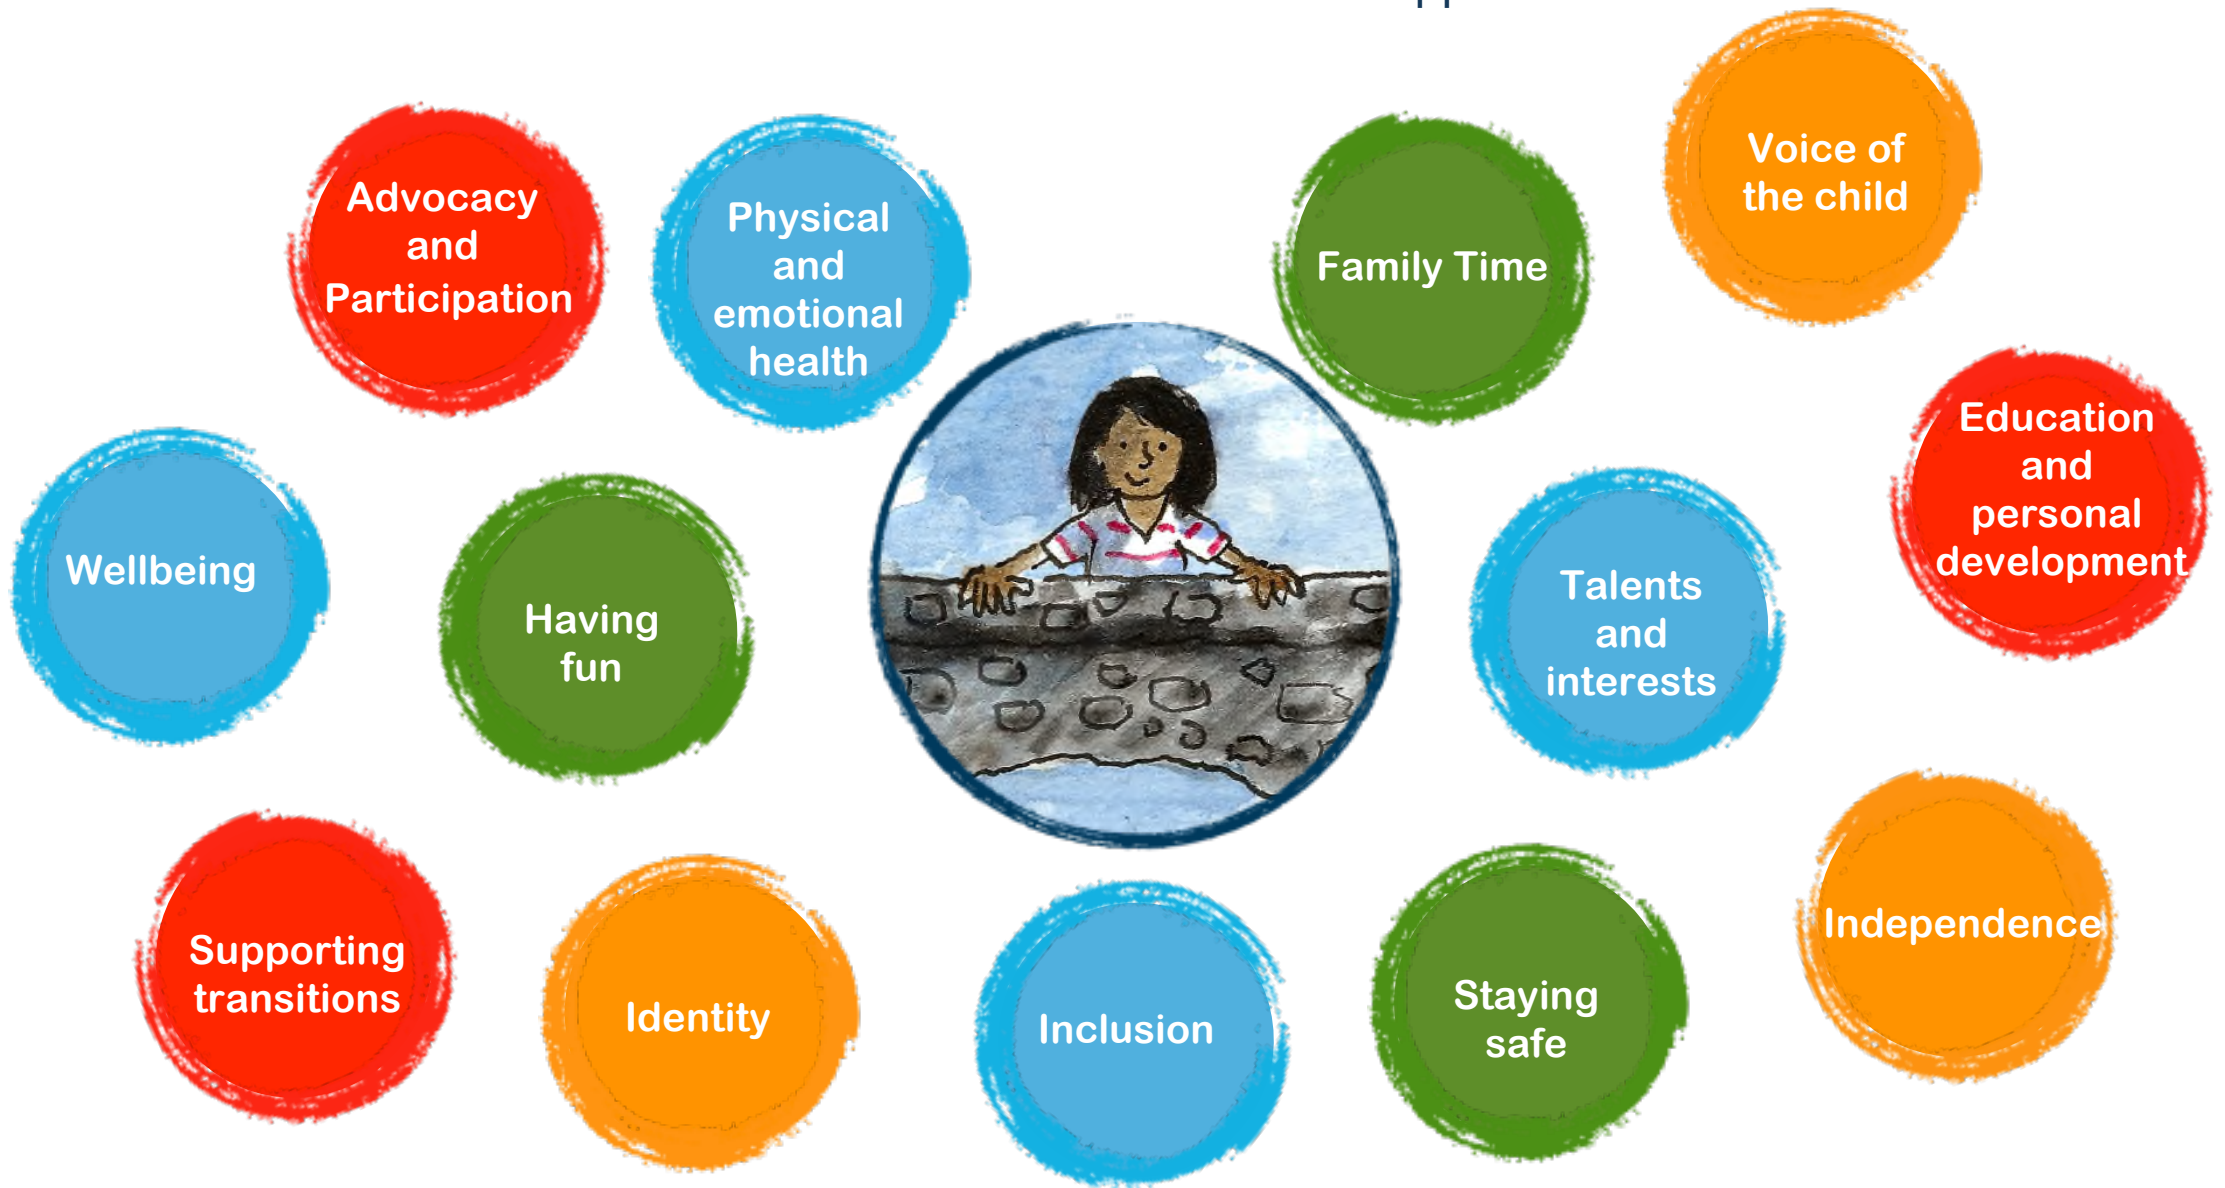 Advocacy
and
Participation
Physical
and
emotional
health
Family Time
Voice of
the child
Wellbeing
Having
fun
Talents
and
interests
Education
and
personal
development
Supporting
transitions
Identity
Inclusion
Staying
safe
Independence